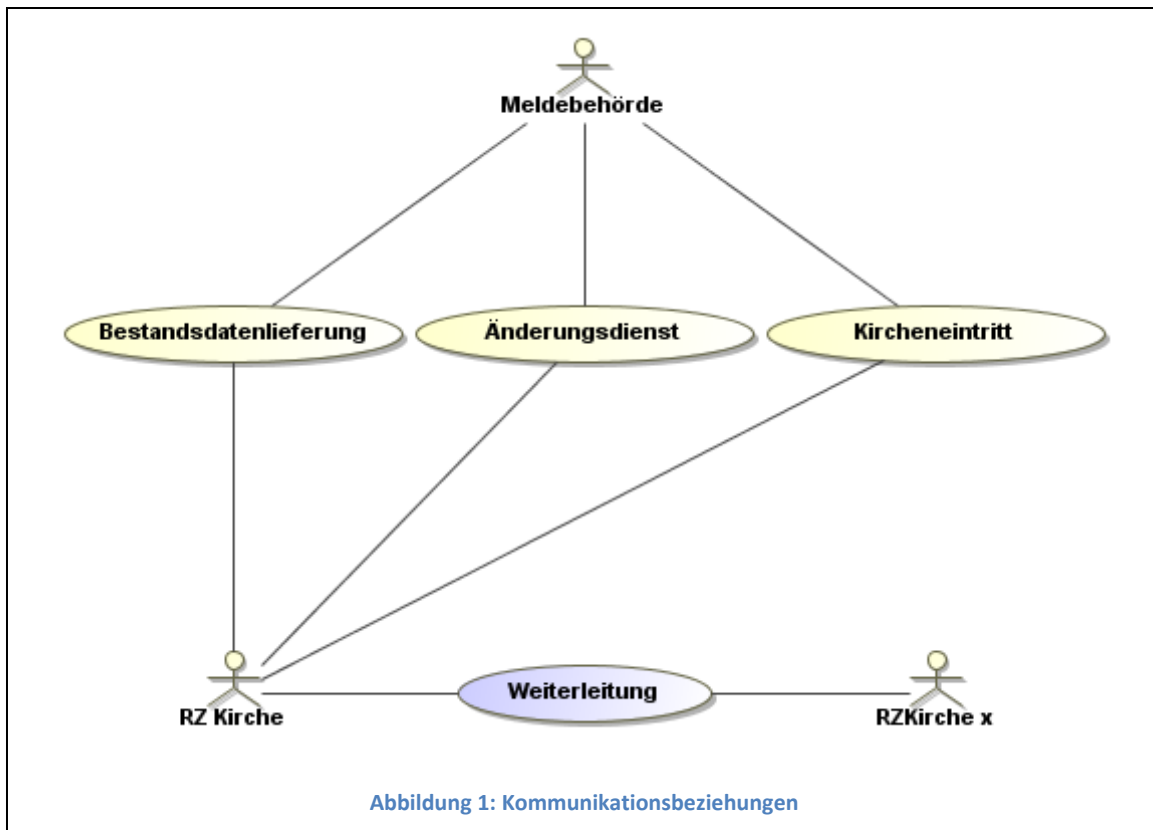 Meldebehörde
Bestandsdatenlieferung
Änderungsdienst
Kircheneintritt
RZ Kirche
Weiterleitung
RZKirche x
Abbildung 1: Kommunikationsbeziehungen